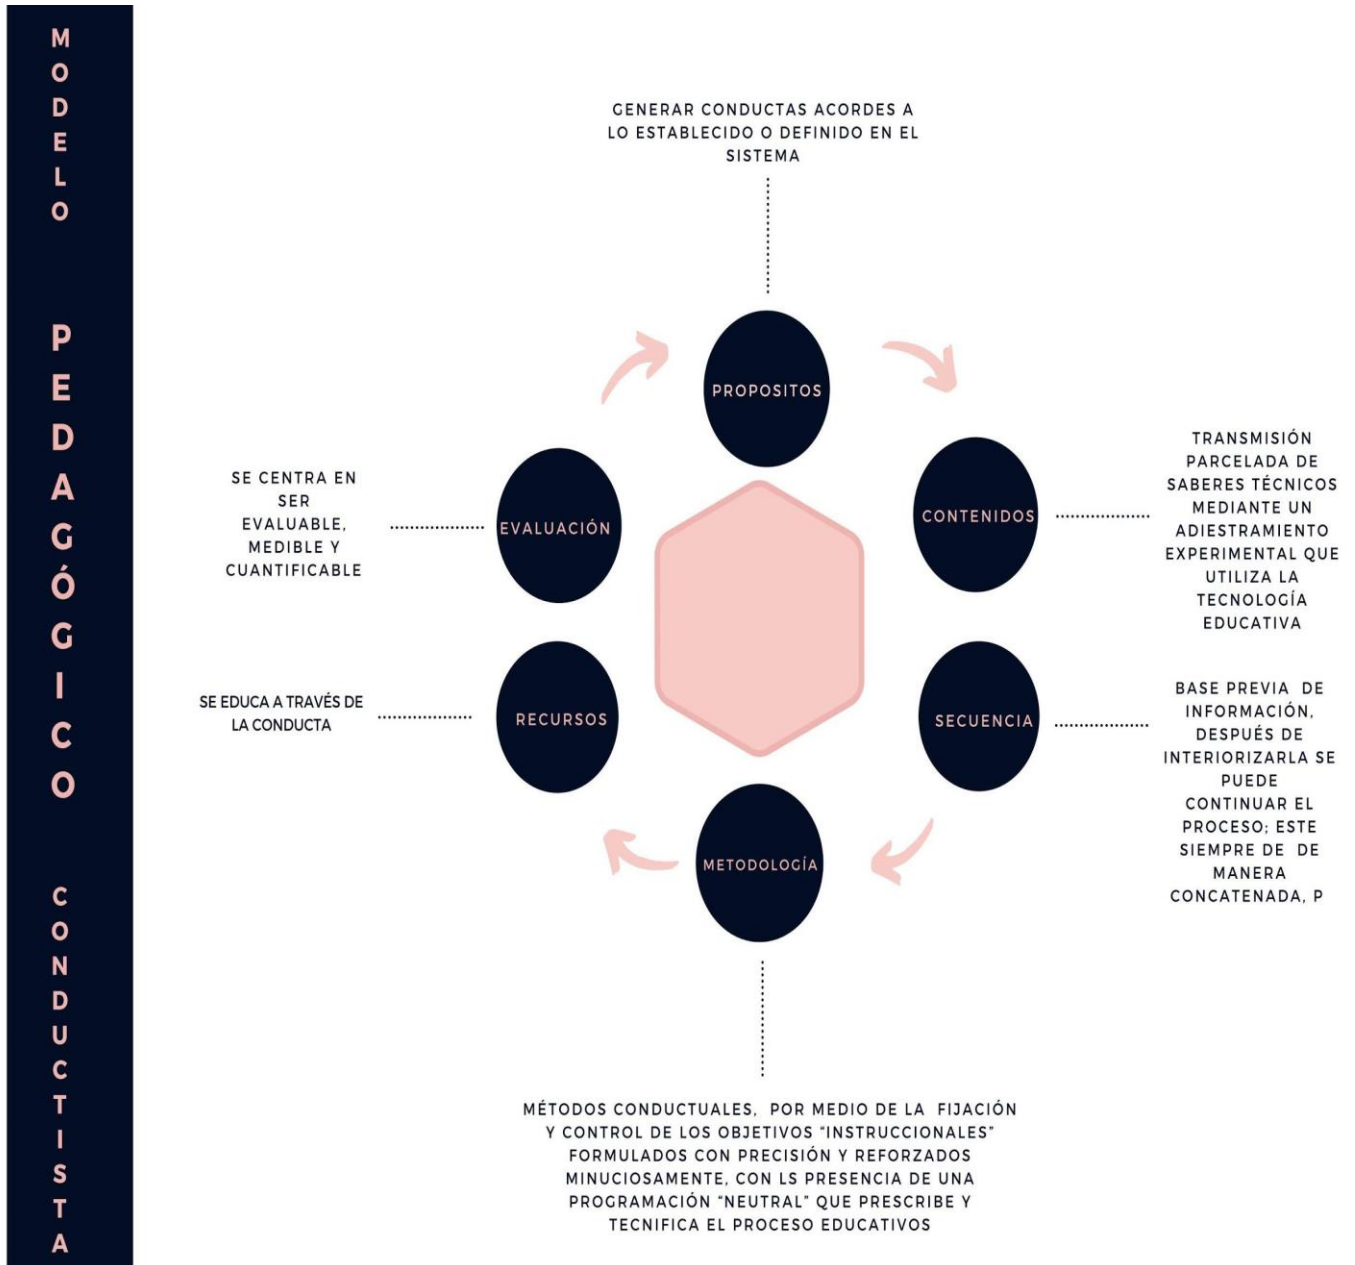 MODELO
PEDAGÓGICO
CONDUCTISTA
GENERAR CONDUCTAS ACORDES A
LO ESTABLECIDO O DEFINIDO EN EL
SISTEMA
PROPOSITOS
CONTENIDOS
TRANSMISIÓN
PARCELADA DE
SABERES TÉCNICOS
MEDIANTE UN
ADIESTRAMIENTO
EXPERIMENTAL QUE
UTILIZA LA
TECNOLOGÍA
EDUCATIVA
SECUENCIA
BASE PREVIA DE
INFORMACIÓN,
DESPUÉS DE
INTERIORIZARLA SE
PUEDE
CONTINUAR EL
PROCESO; ESTE
SIEMPRE DE DE
MANERA
CONCATENADA, P
METODOLOGÍA
MÉTODOS CONDUCTUALES, POR MEDIO DE LA FIJACIÓN
Y CONTROL DE LOS OBJETIVOS “INSTRUCCIONALES”
FORMULADOS CON PRECISIÓN Y REFORZADOS
MINUCIOSAMENTE, CON LS PRESENCIA DE UNA
PROGRAMACIÓN “NEUTRAL” QUE PRESCRIBE Y
TECNIFICA EL PROCESO EDUCATIVOS
RECURSOS
SE EDUCA A TRAVÉS DE
LA CONDUCTA
EVALUACIÓN
SE CENTRA EN
SER
EVALUABLE,
MEDIBLE Y
CUANTIFICABLE